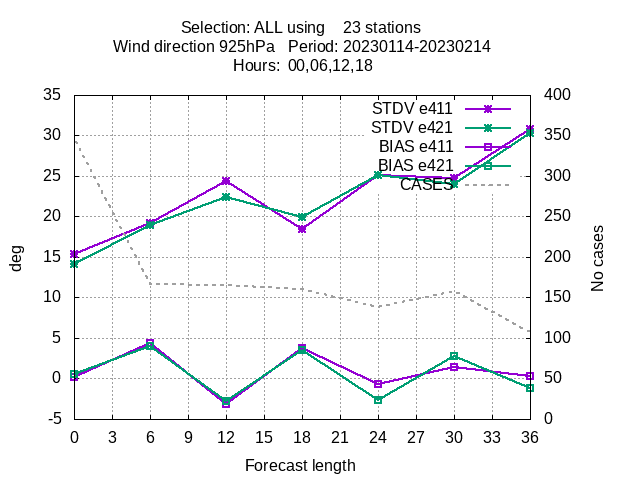 Selection: ALL using 23 stations
Wind direction 925hPa Period: 20230114-20230214
Hours: 00,06,12,18
STDV e411
STDV e421
BIAS e411
BIAS e421
CASES
35
30
25
20
15
10
5
0
-5
400
350
300
250
200
150
100
50
0
deg
No cases
0 3 6 9 12 15 18 21 24 27 30 33 36
Forecast length